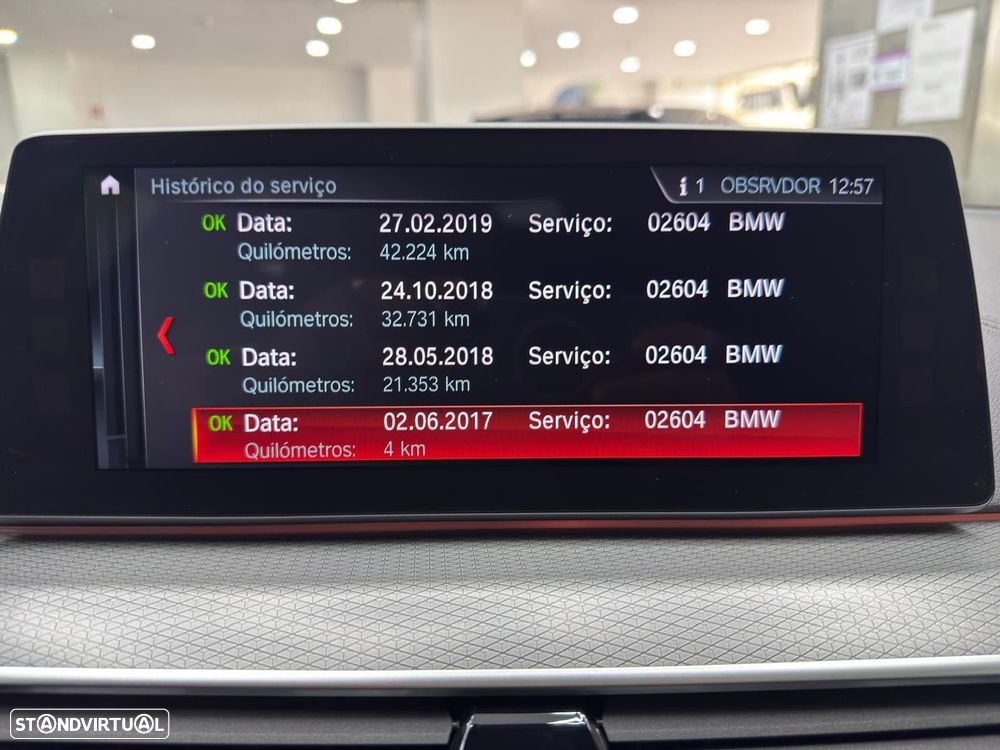 Histórico do serviço
i 1 OBSRVDOR 12:57
OK Data: 27.02.2019 Serviço: 02604 BMW
Quilómetros: 42.224 km
OK Data: 24.10.2018 Serviço: 02604 BMW
Quilómetros: 32.731 km
OK Data: 28.05.2018 Serviço: 02604 BMW
Quilómetros: 21.353 km
OK Data: 02.06.2017 Serviço: 02604 BMW
Quilómetros: 4 km
STANDVIRTUAL